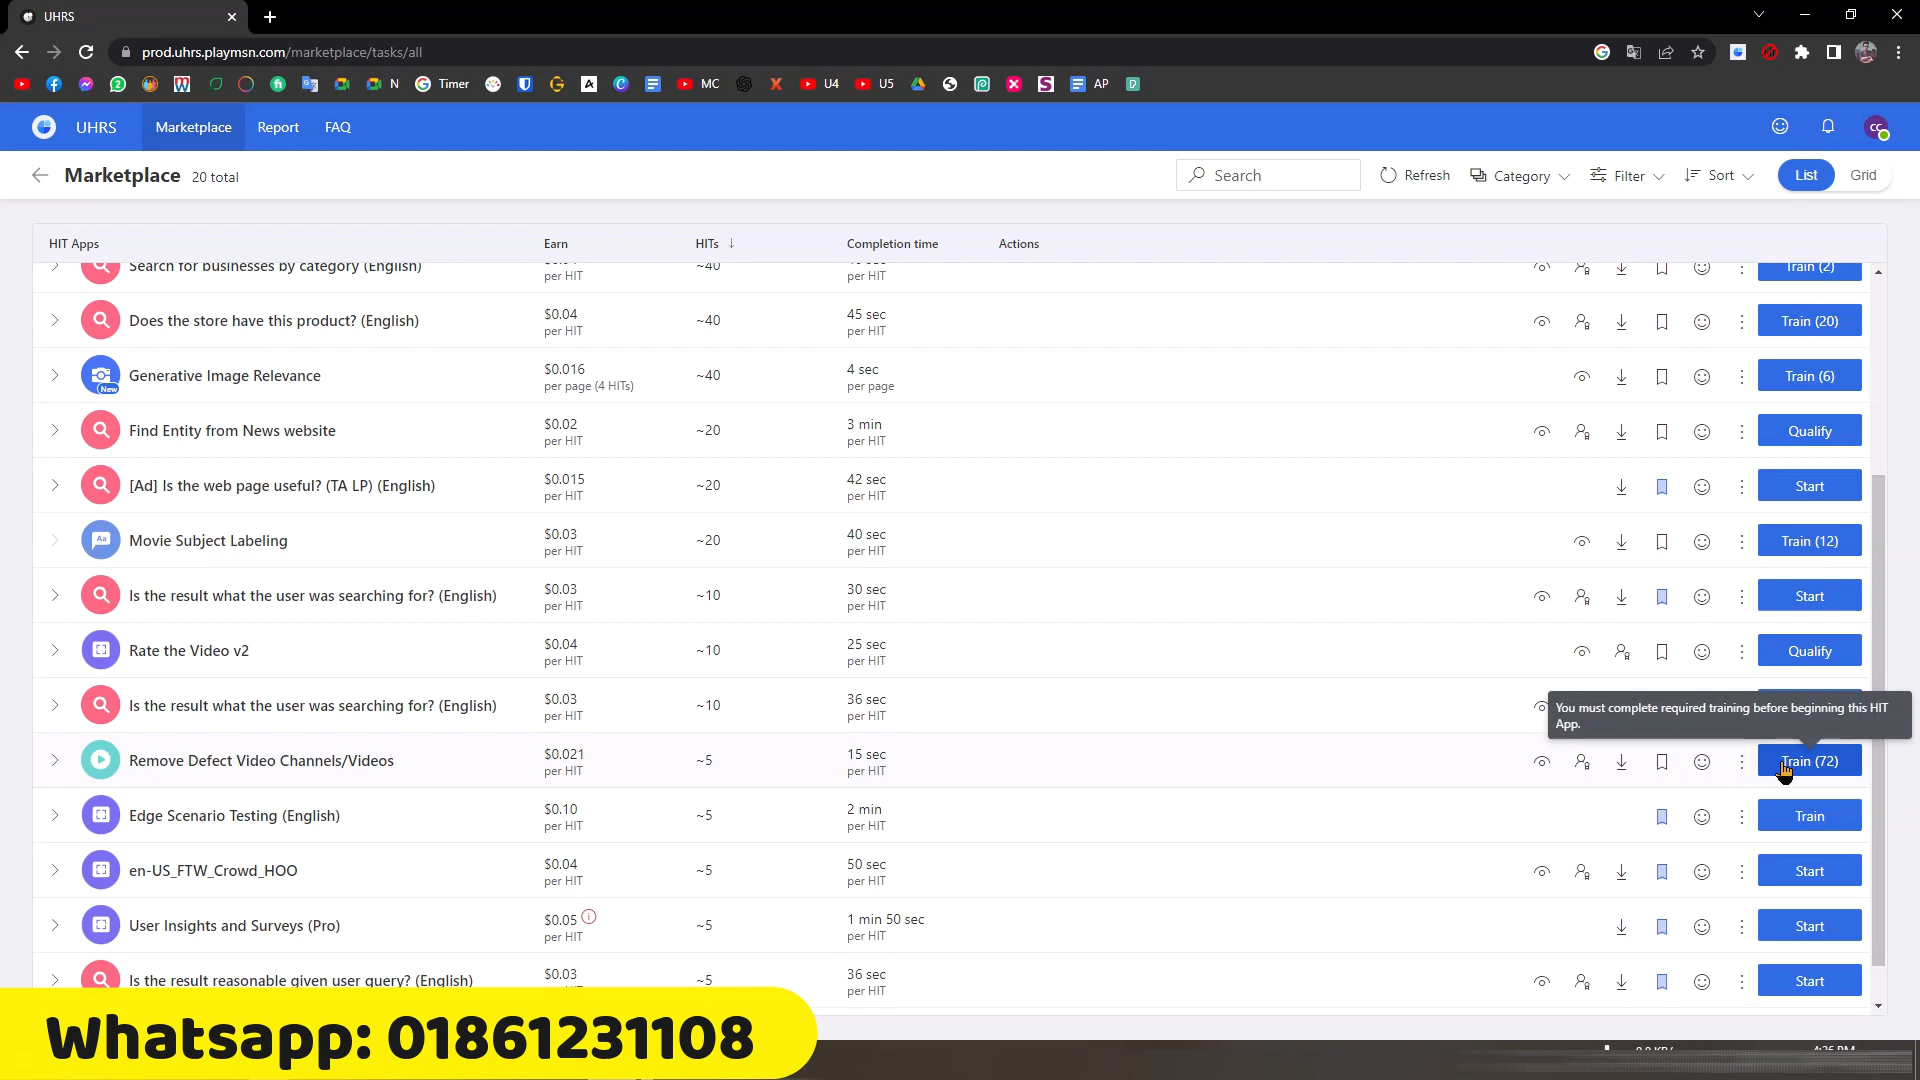 UHRS
prod.uhrs.playmsn.com/marketplace/tasks/all
N Timer MC U4 U5 AP
UHRS Marketplace Report FAQ CC
Marketplace 20 total Search Refresh Category Filter Sort List Grid
HIT Apps Earn HITs ↓ Completion time Actions
Search for businesses by category (English) per HIT ~40 per HIT Train (2)
Does the store have this product? (English) $0.04 per HIT ~40 45 sec per HIT Train (20)
New Generative Image Relevance $0.016 per page (4 HITs) ~40 4 sec per page Train (6)
Find Entity from News website $0.02 per HIT ~20 3 min per HIT Qualify
[Ad] Is the web page useful? (TA LP) (English) $0.015 per HIT ~20 42 sec per HIT Start
Aa Movie Subject Labeling $0.03 per HIT ~20 40 sec per HIT Train (12)
Is the result what the user was searching for? (English) $0.03 per HIT ~10 30 sec per HIT Start
Rate the Video v2 $0.04 per HIT ~10 25 sec per HIT Qualify
Is the result what the user was searching for? (English) $0.03 per HIT ~10 36 sec per HIT
You must complete required training before beginning this HIT
App.
Remove Defect Video Channels/Videos $0.021 per HIT ~5 15 sec per HIT Train (72)
Edge Scenario Testing (English) $0.10 per HIT ~5 2 min per HIT Train
en-US_FTW_Crowd_HOO $0.04 per HIT ~5 50 sec per HIT Start
User Insights and Surveys (Pro) $0.05 per HIT ~5 1 min 50 sec per HIT Start
Is the result reasonable given user query? (English) $0.03 ~5 36 sec per HIT Start
Whatsapp: 01861231108